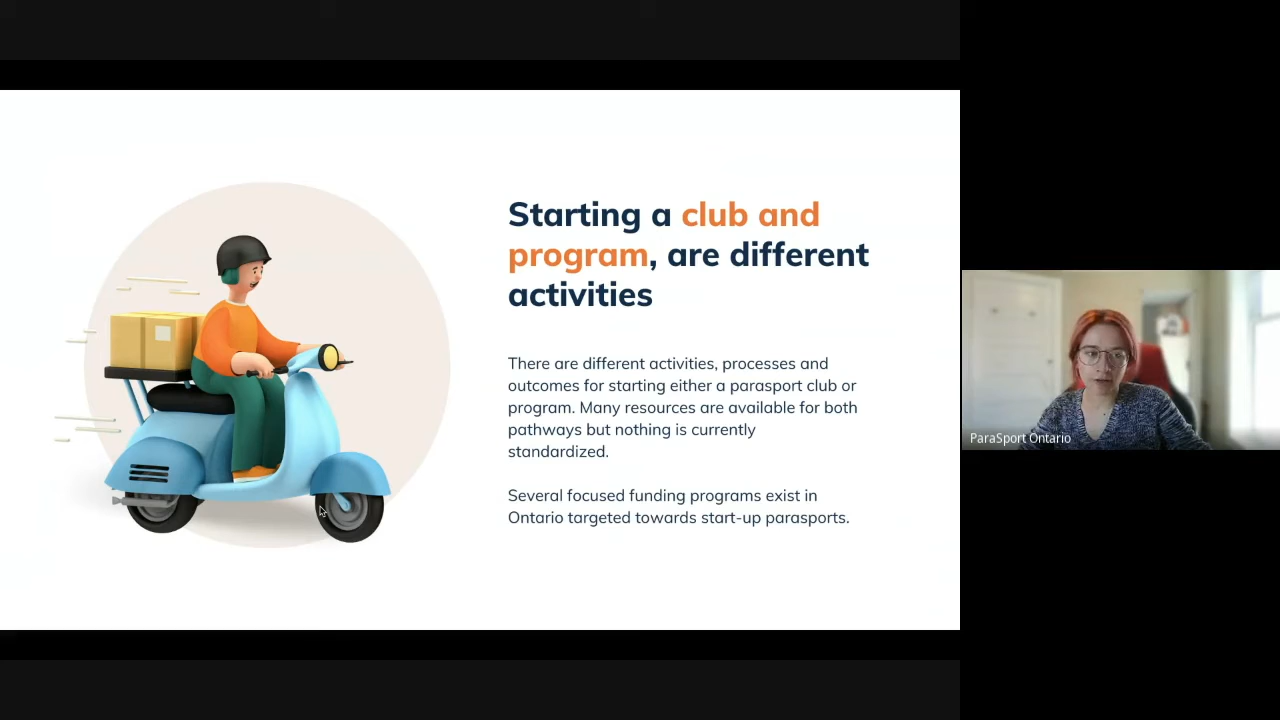 Starting a club and
program, are different
activities
There are different activities, processes and
outcomes for starting either a parasport club or
program. Many resources are available for both
pathways but nothing is currently
standardized.
Several focused funding programs exist in
Ontario targeted towards start-up parasports.
ParaSport Ontario